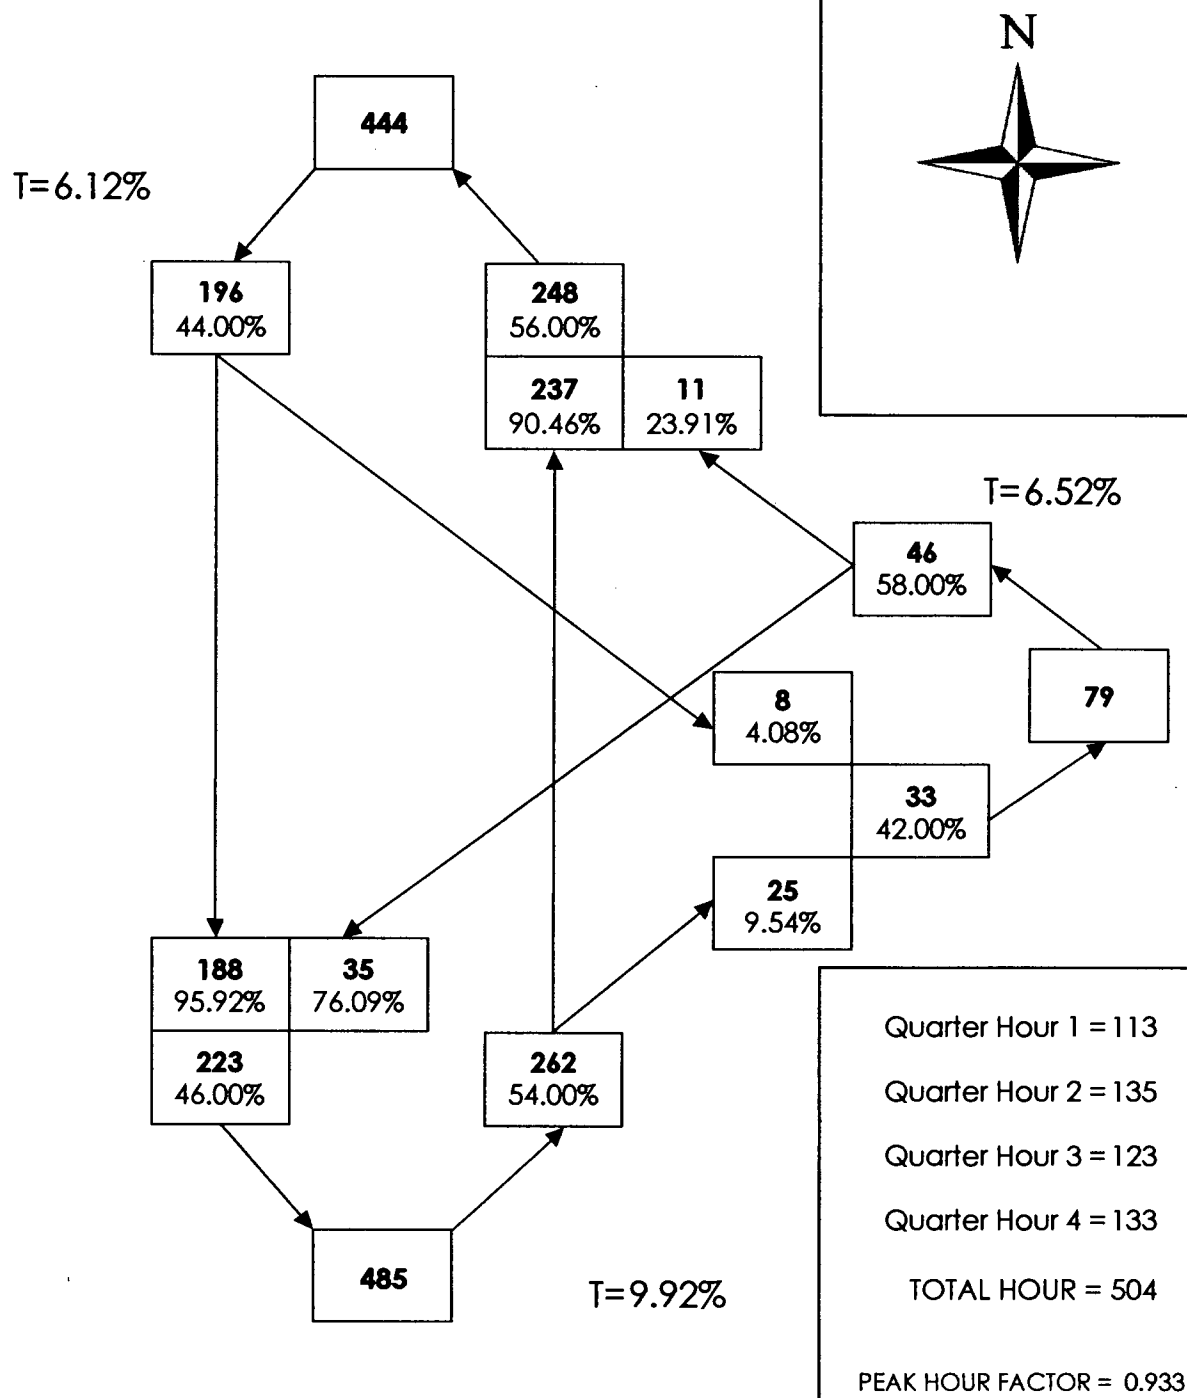 N
444
T=6.12%
196
44.00%
248
56.00%
237
90.46%
11
23.91%
T=6.52%
46
58.00%
8
4.08%
79
33
42.00%
25
9.54%
188
95.92%
35
76.09%
223
46.00%
262
54.00%
485
T=9.92%
Quarter Hour 1 = 113
Quarter Hour 2 = 135
Quarter Hour 3 = 123
Quarter Hour 4 = 133
TOTAL HOUR = 504
PEAK HOUR FACTOR = 0.933